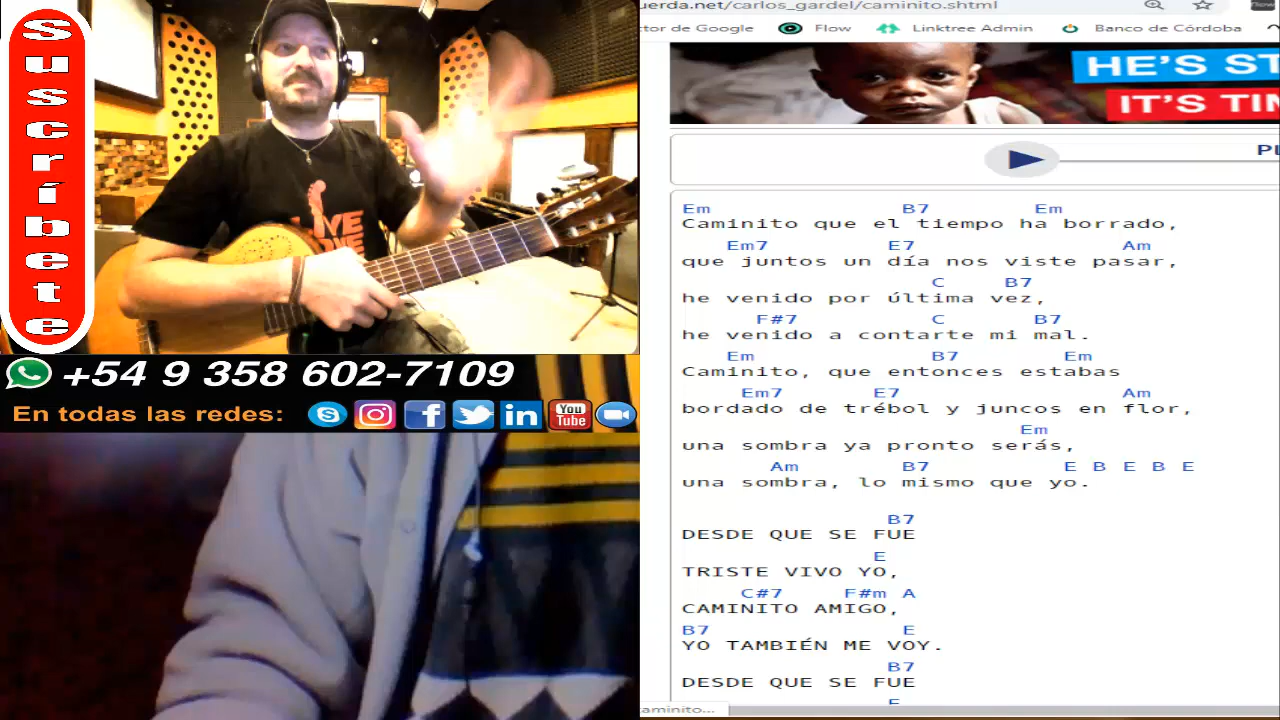 Suscríbete
LIVE
+54 9 358 602-7109
En todas las redes:
in
You
Tube
uerda.net/carlos_gardel/caminito.shtml
ctor de Google Flow Linktree Admin Banco de Córdoba
HE'S ST
IT'S TIM
PL
Em B7 Em
Caminito que el tiempo ha borrado,
Em7 E7 Am
que juntos un día nos viste pasar,
C B7
he venido por última vez,
F#7 C B7
he venido a contarte mi mal.
Em B7 Em
Caminito, que entonces estabas
Em7 E7 Am
bordado de trébol y juncos en flor,
Em
una sombra ya pronto serás,
Am B7 E B E B E
una sombra, lo mismo que yo.
B7
DESDE QUE SE FUE
E
TRISTE VIVO YO,
C#7 F#m A
CAMINITO AMIGO,
B7 E
YO TAMBIÉN ME VOY.
B7
DESDE QUE SE FUE
E
aminito...